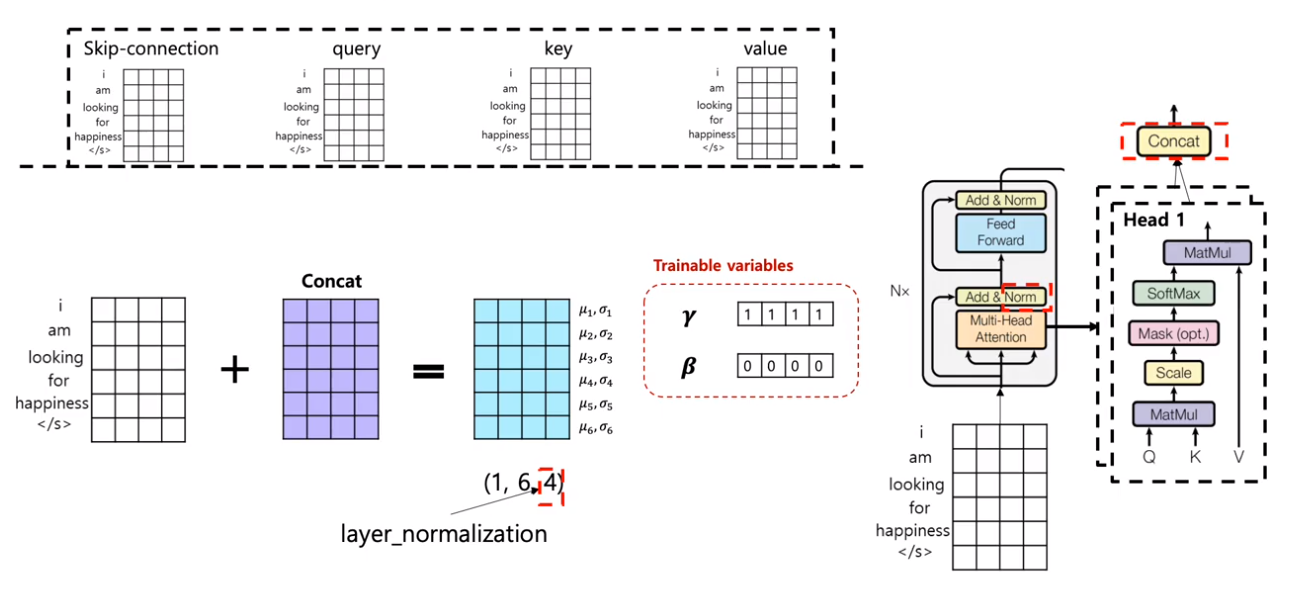 Skip-connection query key value
i i i i
am am am am
looking looking looking looking
for for for for
happiness happiness happiness happiness
</s> </s> </s> </s>
Concat
i
am
looking
for
happiness
</s>
+
=
μ1, σ1
μ2, σ2
μ3, σ3
μ4, σ4
μ5, σ5
μ6, σ6
(1, 6, 4)
layer_normalization
Trainable variables
γ 1 1 1 1
β 0 0 0 0
Add & Norm
Feed
Forward
N×
Add & Norm
Multi-Head
Attention
i
am
looking
for
happiness
</s>
Concat
Head 1
MatMul
SoftMax
Mask (opt.)
Scale
MatMul
Q K V